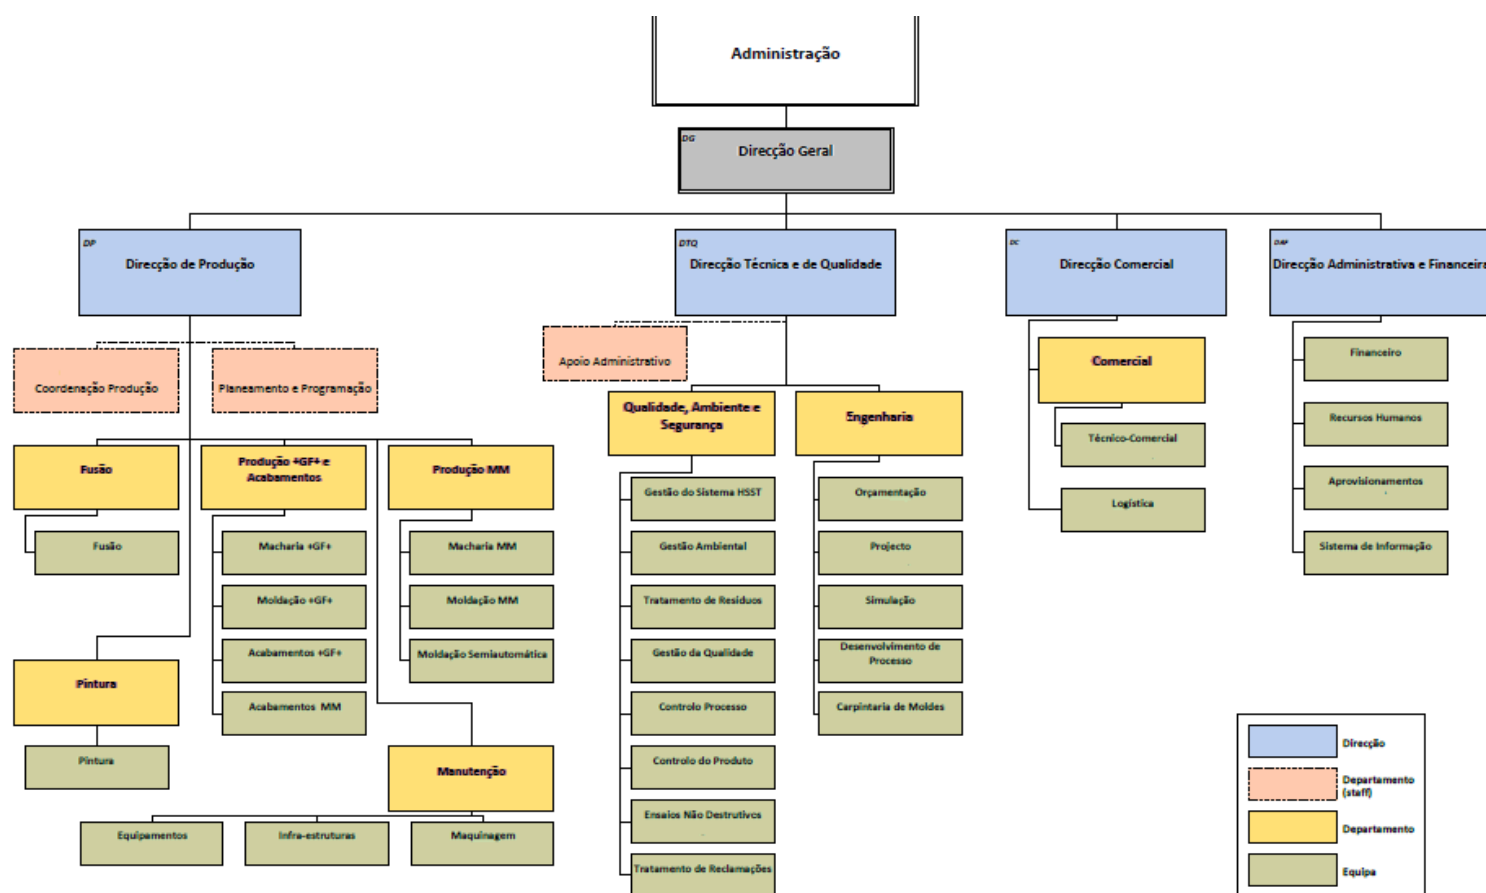 Administração
DG
Direcção Geral
DP
Direcção de Produção
DTQ
Direcção Técnica e de Qualidade
DC
Direcção Comercial
DAF
Direcção Administrativa e Financeira
Coordenação Produção
Planeamento e Programação
Apoio Administrativo
Fusão
Produção +GF+ e
Acabamentos
Produção MM
Qualidade, Ambiente e
Segurança
Engenharia
Comercial
Financeiro
Fusão
Macharia +GF+
Macharia MM
Gestão do Sistema HSST
Orçamentação
Técnico-Comercial
Recursos Humanos
Moldação +GF+
Moldação MM
Gestão Ambiental
Projecto
Logística
Aprovisionamentos
Acabamentos +GF+
Moldação Semiautomática
Tratamento de Resíduos
Simulação
Sistema de Informação
Acabamentos MM
Gestão da Qualidade
Desenvolvimento de
Processo
Pintura
Controlo Processo
Carpintaria de Moldes
Pintura
Manutenção
Controlo do Produto
Equipamentos
Infra-estruturas
Maquinagem
Ensaios Não Destrutivos
Tratamento de Reclamações
Direcção
Departamento
(staff)
Departamento
Equipa